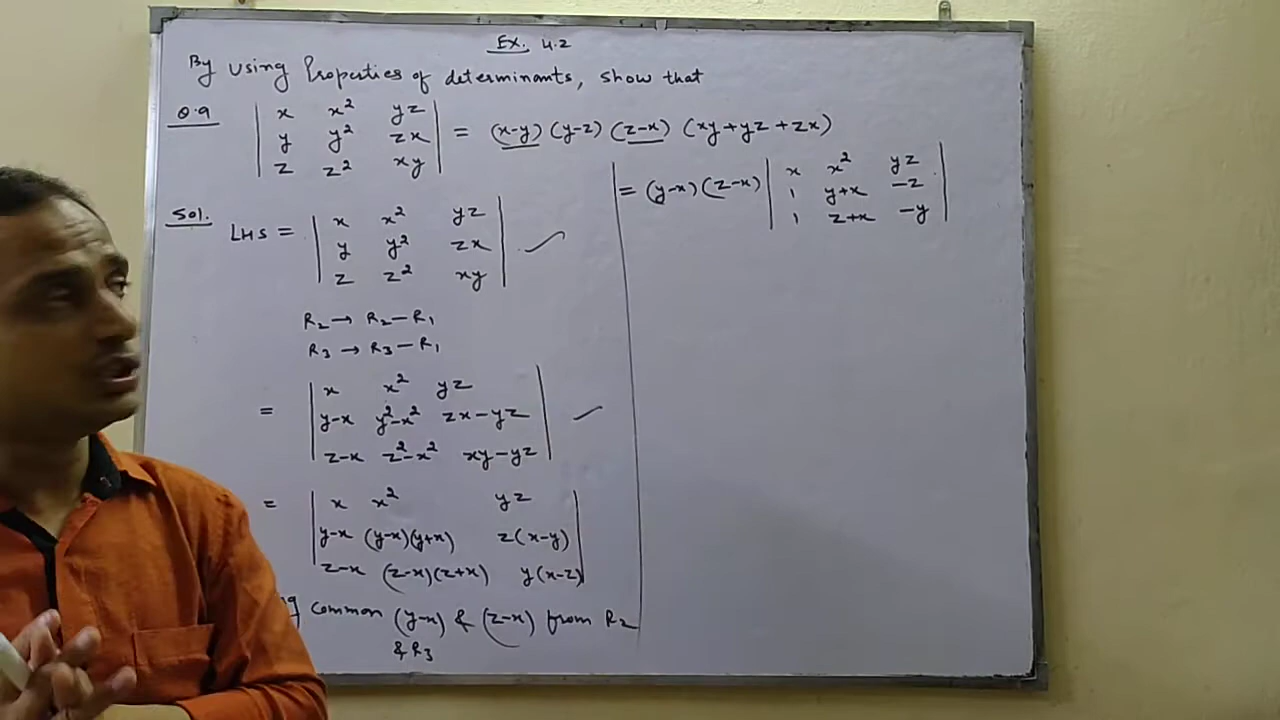 Ex. 4.2
By using Properties of determinants, show that
Q.9 | x x² yz | = (x-y) (y-z) (z-x) (xy+yz+zx)
| y y² zx |
| z z² xy |
Sol. LHS = | x x² yz |
| y y² zx |
| z z² xy |
R₂ → R₂-R₁
R₃ → R₃-R₁
= | x x² yz |
| y-x y²-x² zx-yz |
| z-x z²-x² xy-yz |
= | x x² yz |
| y-x (y-x)(y+x) z(x-y) |
| z-x (z-x)(z+x) y(x-z) |
common (y-x) & (z-x) from R₂
& R₃
= (y-x) (z-x) | x x² yz |
| 1 y+x -z |
| 1 z+x -y |